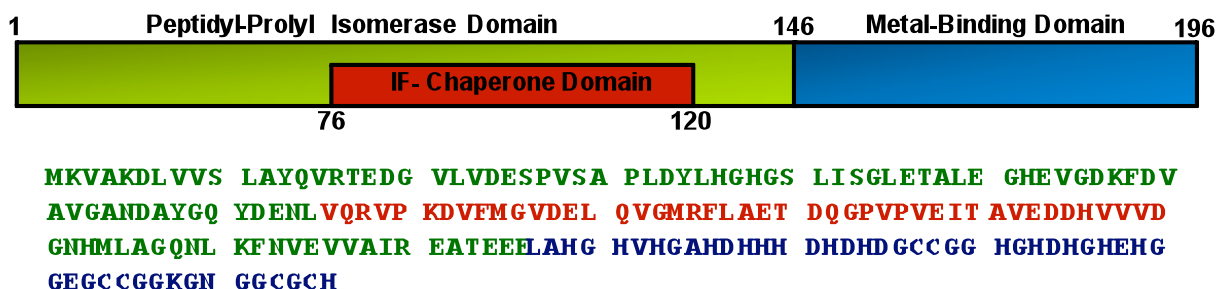 1 Peptidyl-Prolyl Isomerase Domain 146 Metal-Binding Domain 196
IF- Chaperone Domain
76 120
MKVAKDLVVS LAYQVRTEDG VLVDESPVSA PLDYLHGHGS LISGLETALE GHEVGDKFDV
AVGANDAYGQ YDENLVQRVP KDVFMGVDEL QVGMRFLAET DQGPVPVEIT AVEDDHVVVD
GNHMLAGQNL KFNVEVVAIR EATEEELAHG HVHGAHDHHH DHDHDGCCGG HGHDHGHEHG
GEGCCGGKGN GGCGCH